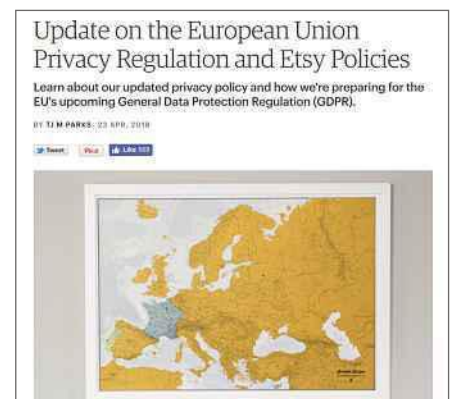 Update on the European Union
Privacy Regulation and Etsy Policies
Learn about our updated privacy policy and how we're preparing for the
EU's upcoming General Data Protection Regulation (GDPR).
BY TJ M PARKS, 23 APR, 2018
Tweet Pin it Like 103